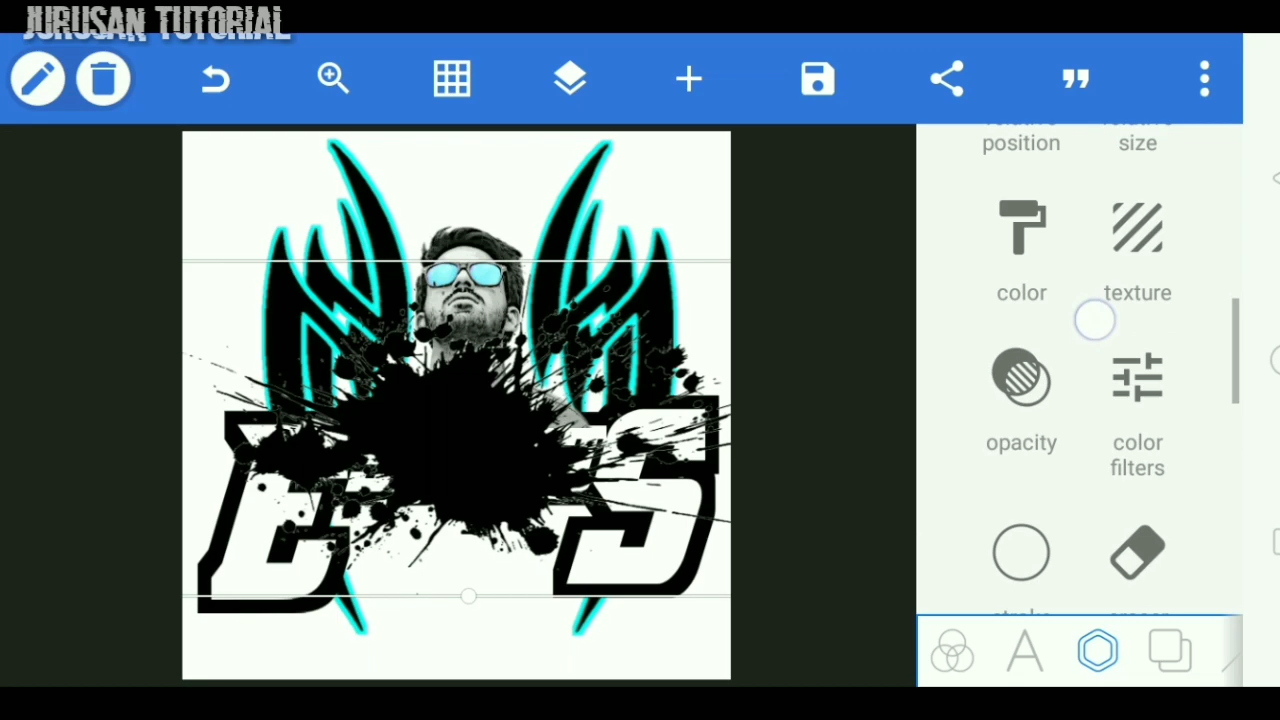 JURUSAN TUTORIAL
position
size
color
texture
opacity
color
filters